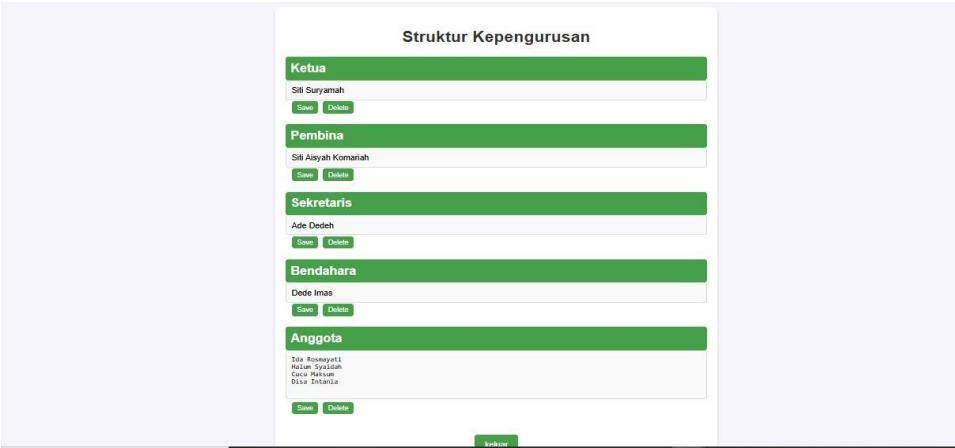 Struktur Kepengurusan
Ketua
Siti Suryamah
Save Delete
Pembina
Siti Aisyah Komariah
Save Delete
Sekretaris
Ade Dedeh
Save Delete
Bendahara
Dede Imas
Save Delete
Anggota
Ida Rosmayati
Halum Syaidah
Cucu Maksum
Disa Intania
Save Delete
keluar